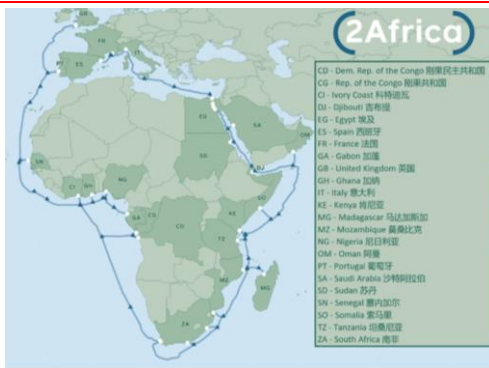 2Africa
GB
FR
PT
ES
IT
EG
SA
OM
SN
SD
DJ
CI
GH
NG
SO
GA
CG
CD
KE
TZ
MZ
MG
ZA
CD - Dem. Rep. of the Congo 刚果民主共和国
CG - Rep. of the Congo 刚果共和国
CI - Ivory Coast 科特迪瓦
DJ - Djibouti 吉布提
EG - Egypt 埃及
ES - Spain 西班牙
FR - France 法国
GA - Gabon 加蓬
GB - United Kingdom 英国
GH - Ghana 加纳
IT - Italy 意大利
KE - Kenya 肯尼亚
MG - Madagascar 马达加斯加
MZ - Mozambique 莫桑比克
NG - Nigeria 尼日利亚
OM - Oman 阿曼
PT - Portugal 葡萄牙
SA - Saudi Arabia 沙特阿拉伯
SD - Sudan 苏丹
SN - Senegal 塞内加尔
SO - Somalia 索马里
TZ - Tanzania 坦桑尼亚
ZA - South Africa 南非